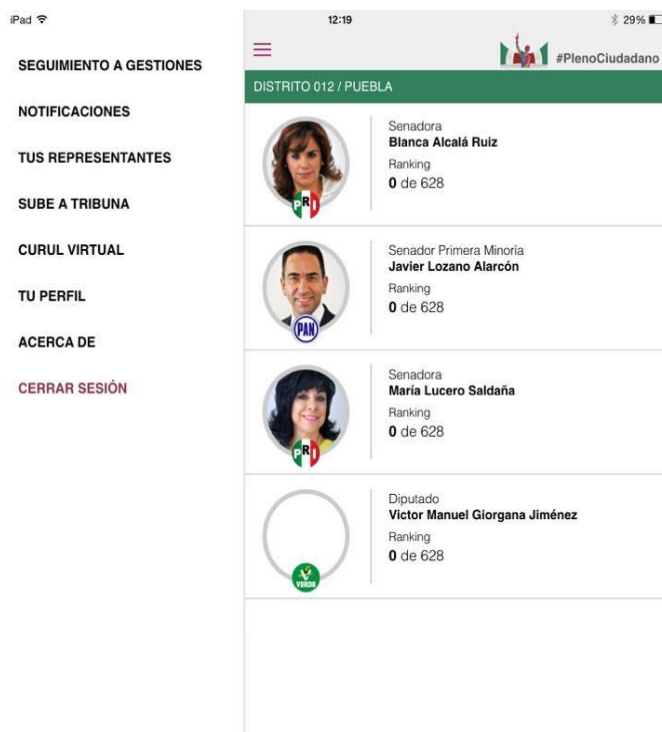 iPad
12:19
29%
SEGUIMIENTO A GESTIONES
NOTIFICACIONES
TUS REPRESENTANTES
SUBE A TRIBUNA
CURUL VIRTUAL
TU PERFIL
ACERCA DE
CERRAR SESIÓN
#PlenoCiudadano
DISTRITO 012 / PUEBLA
Senadora
Blanca Alcalá Ruiz
Ranking
0 de 628
PRI
Senador Primera Minoría
Javier Lozano Alarcón
Ranking
0 de 628
PAN
Senadora
María Lucero Saldaña
Ranking
0 de 628
PRI
Diputado
Victor Manuel Giorgana Jiménez
Ranking
0 de 628
VERDE